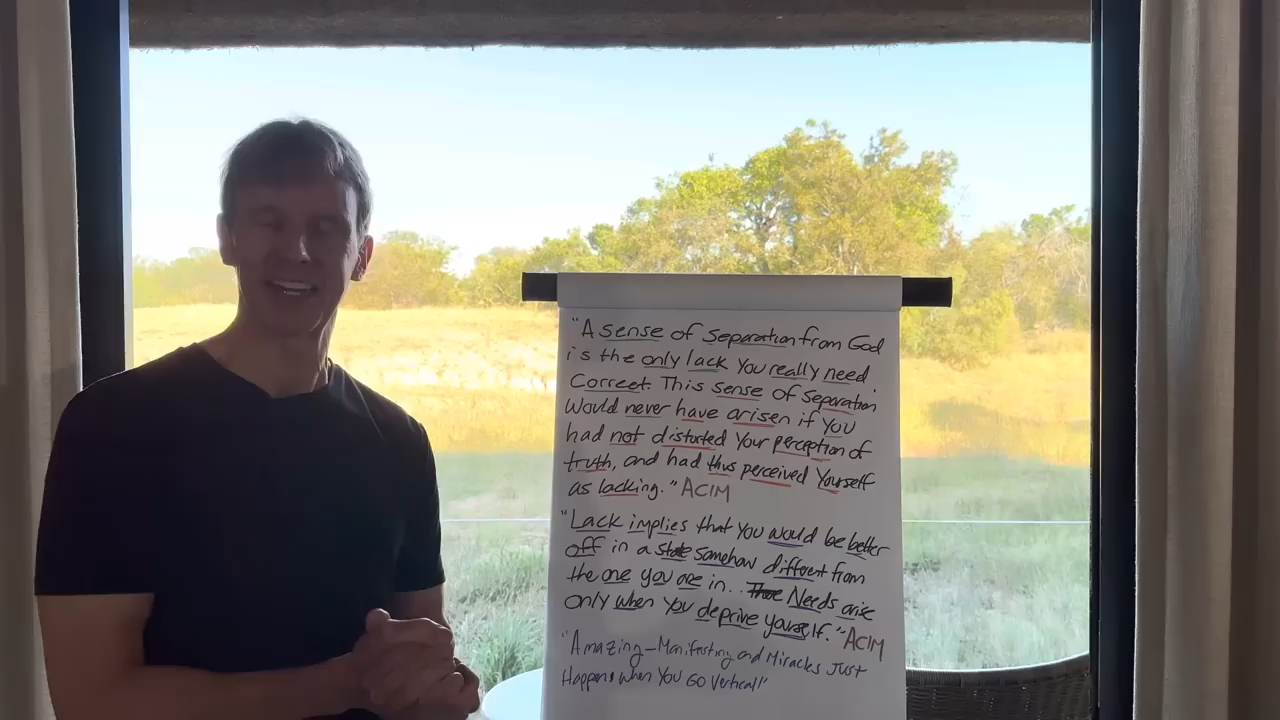 "A sense of separation from God
is the only lack you really need
Correct. This sense of separation
would never have arisen if you
had not distorted your perception of
truth, and had thus perceived yourself
as lacking." ACIM
"Lack implies that you would be better
off in a state somehow different from
the one you are in... Needs arise
only when you deprive yourself." ACIM
"Amazing—Manifesting and Miracles Just
Happens when You Go Vertical!"